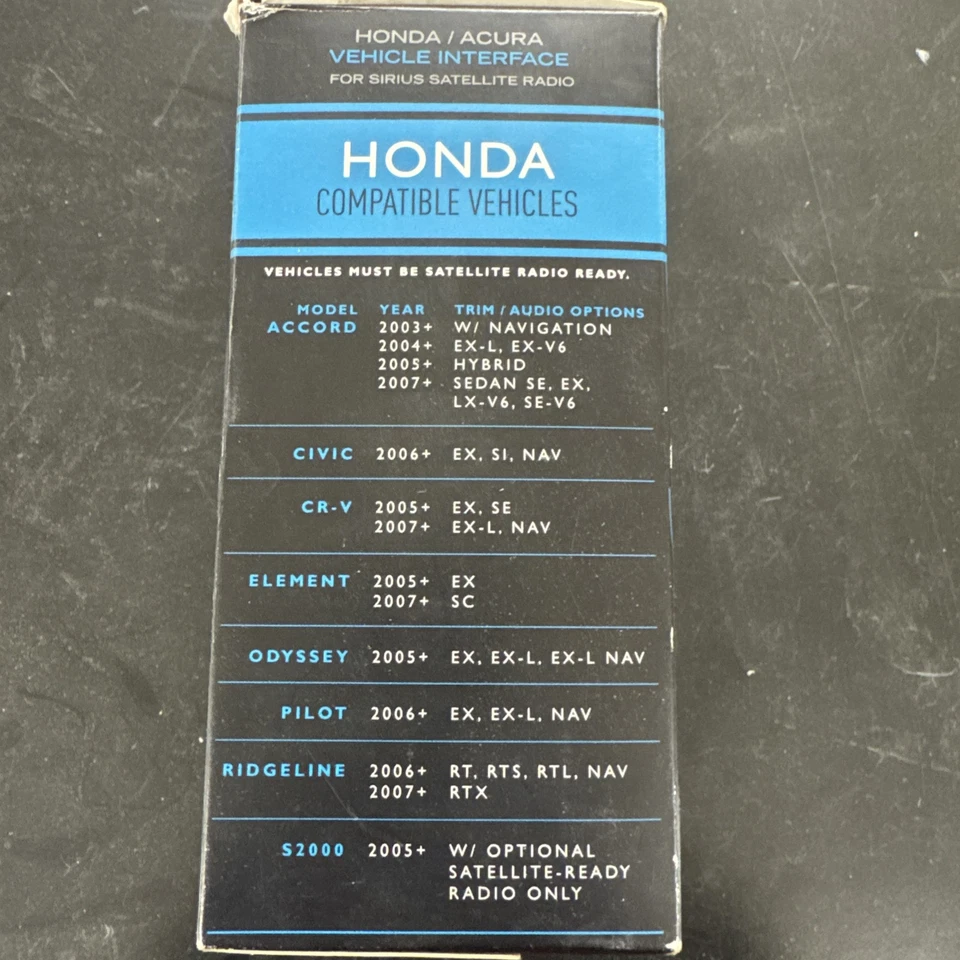 HONDA / ACURA
VEHICLE INTERFACE
FOR SIRIUS SATELLITE RADIO
HONDA
COMPATIBLE VEHICLES
VEHICLES MUST BE SATELLITE RADIO READY.
MODEL YEAR TRIM / AUDIO OPTIONS
ACCORD 2003+ W/ NAVIGATION
2004+ EX-L, EX-V6
2005+ HYBRID
2007+ SEDAN SE, EX,
LX-V6, SE-V6
CIVIC 2006+ EX, SI, NAV
CR-V 2005+ EX, SE
2007+ EX-L, NAV
ELEMENT 2005+ EX
2007+ SC
ODYSSEY 2005+ EX, EX-L, EX-L NAV
PILOT 2006+ EX, EX-L, NAV
RIDGELINE 2006+ RT, RTS, RTL, NAV
2007+ RTX
S2000 2005+ W/ OPTIONAL
SATELLITE-READY
RADIO ONLY